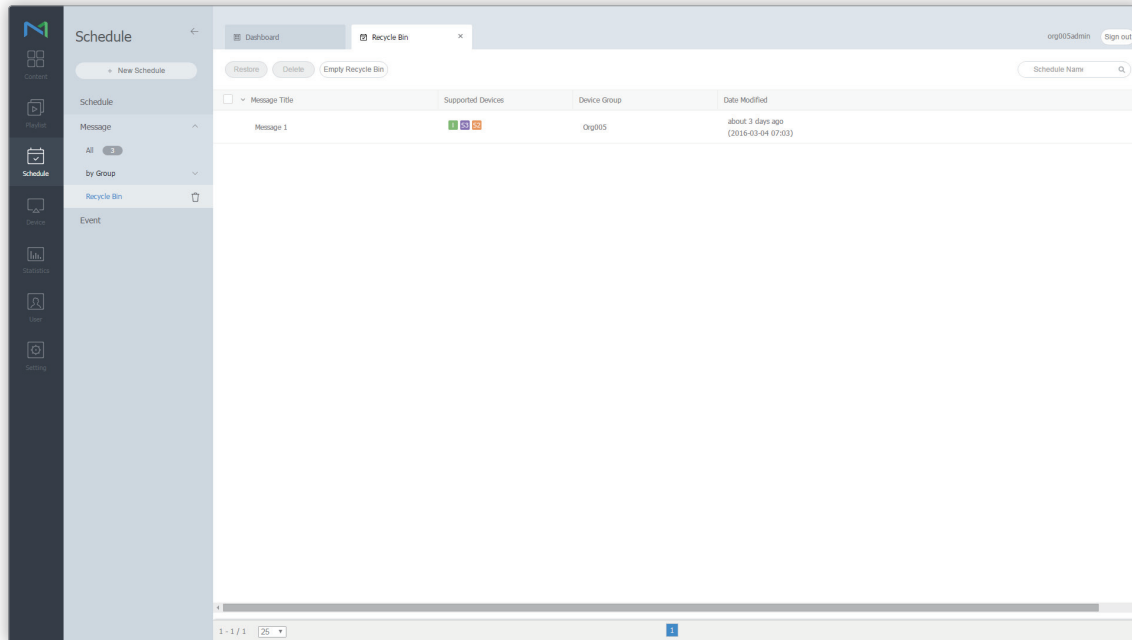 Schedule
Dashboard
Recycle Bin
org005admin
Sign out
Content
+ New Schedule
Restore
Delete
Empty Recycle Bin
Schedule Name
Schedule
Message Title
Supported Devices
Device Group
Date Modified
Playlist
Message
Message 1
I S3 S2
Org005
about 3 days ago
(2016-03-04 07:03)
All 3
Schedule
by Group
Recycle Bin
Event
Device
Statistics
User
Setting
1 - 1 / 1
25
1